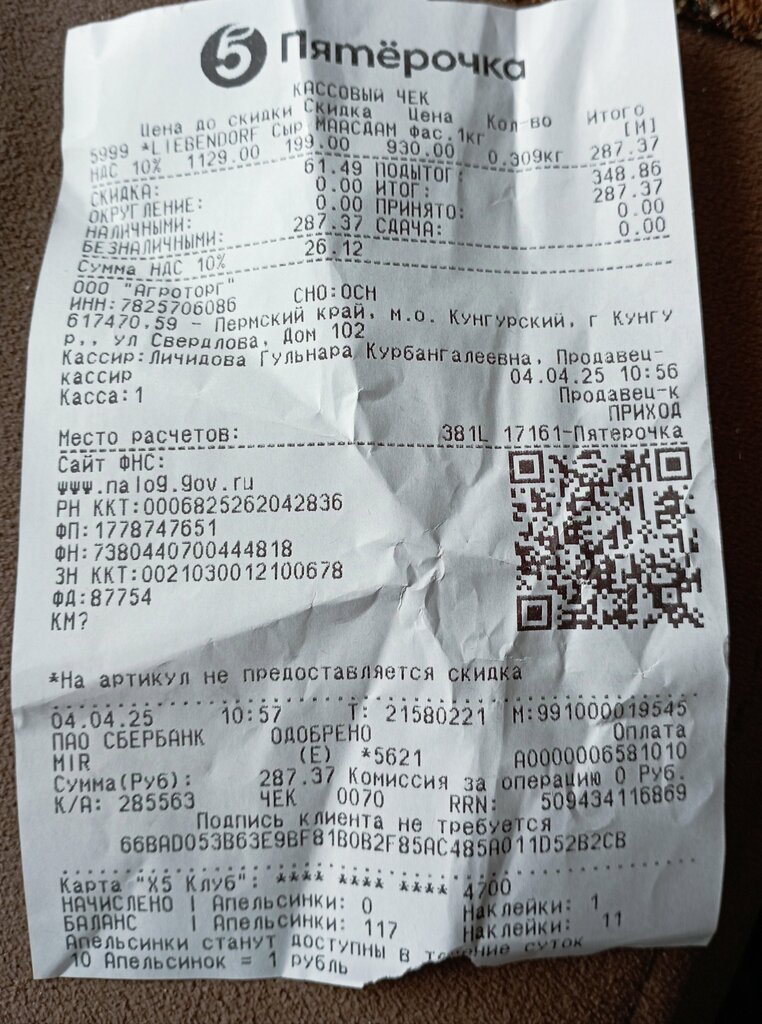 5 Пятёрочка
КАССОВЫЙ ЧЕК
Цена до скидки Скидка Цена Кол-во Итого
5999 *LIEBENDORF Сыр МААСДАМ фас.1кг [М]
НДС 10% 1129.00 199.00 930.00 0.309кг 287.37
СКИДКА: 61.49 ПОДЫТОГ: 348.86
ОКРУГЛЕНИЕ: 0.00 ИТОГ: 287.37
НАЛИЧНЫМИ: 0.00 ПРИНЯТО: 0.00
БЕЗНАЛИЧНЫМИ: 287.37 СДАЧА: 0.00
Сумма НДС 10% 26.12
ООО "Агроторг"
ИНН:7825706086 СНО:ОСН
617470.59 - Пермский край, м.о. Кунгурский, г Кунгу
р,, ул Свердлова, Дом 102
Кассир:Личидова Гульнара Курбангалеевна, Продавец-
кассир 04.04.25 10:56
Касса:1 Продавец-к
ПРИХОД
Место расчетов: 381L 17161-Пятерочка
Сайт ФНС:
www.nalog.gov.ru
РН ККТ:0006825262042836
ФП:1778747651
ФН:7380440700444818
ЗН ККТ:0021030012100678
ФД:87754
КМ?
*На артикул не предоставляется скидка
04.04.25 10:57 Т: 21580221 М:991000019545
ПАО СБЕРБАНК ОДОБРЕНО Оплата
MIR (E) *5621 A0000006581010
Сумма(Руб): 287.37 Комиссия за операцию 0 Руб.
К/А: 285563 ЧЕК 0070 RRN: 509434116869
Подпись клиента не требуется
66BAD053B63E9BF81B0B2F85AC485A011D52B2CB
Карта "X5 Клуб": **** **** **** 4700
НАЧИСЛЕНО | Апельсинки: 0 Наклейки: 1
БАЛАНС | Апельсинки: 117 Наклейки: 11
Апельсинки станут доступны в течение суток
10 Апельсинок = 1 рубль